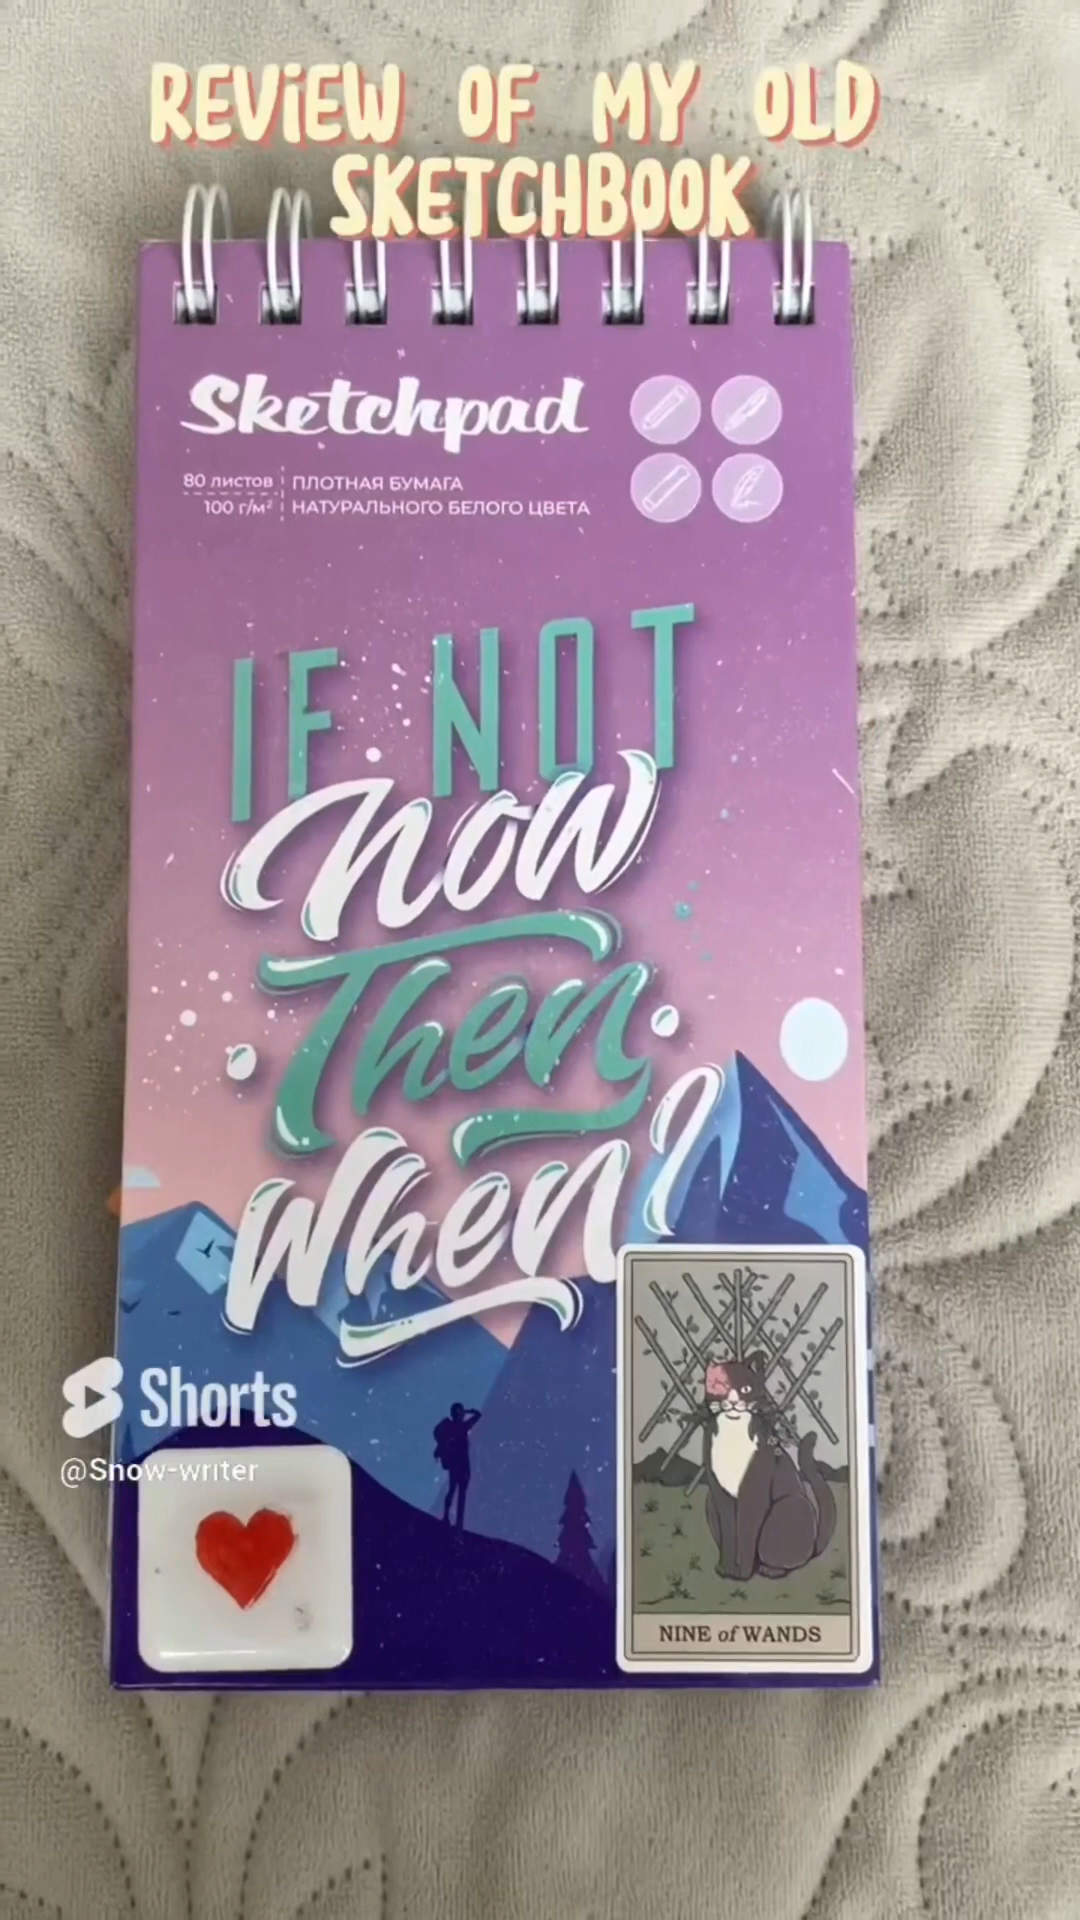 REVIEW OF MY OLD
SKETCHBOOK
Sketchpad
80 листов
100 г/м²
ПЛОТНАЯ БУМАГА
НАТУРАЛЬНОГО БЕЛОГО ЦВЕТА
IF NOT
Now
Then
When?
Shorts
@Snow-writer
NINE of WANDS